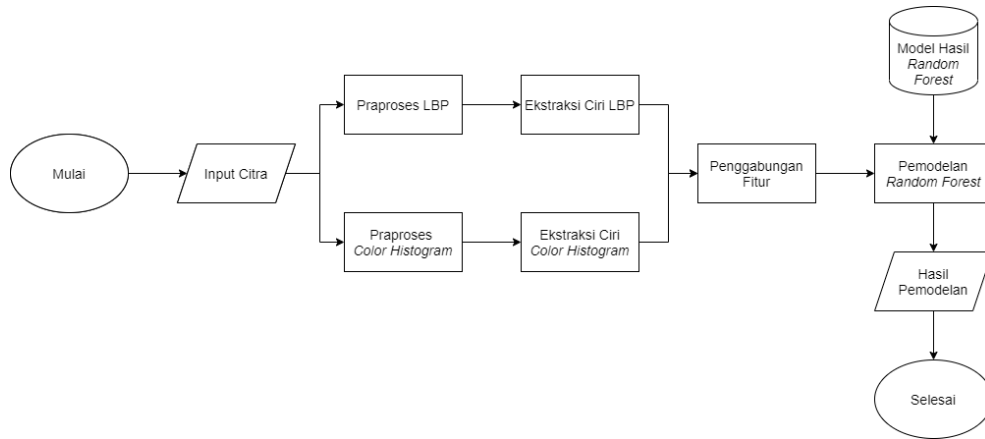 Mulai
Input Citra
Praproses LBP
Ekstraksi Ciri LBP
Praproses
Color Histogram
Ekstraksi Ciri
Color Histogram
Penggabungan
Fitur
Model Hasil
Random
Forest
Pemodelan
Random Forest
Hasil
Pemodelan
Selesai